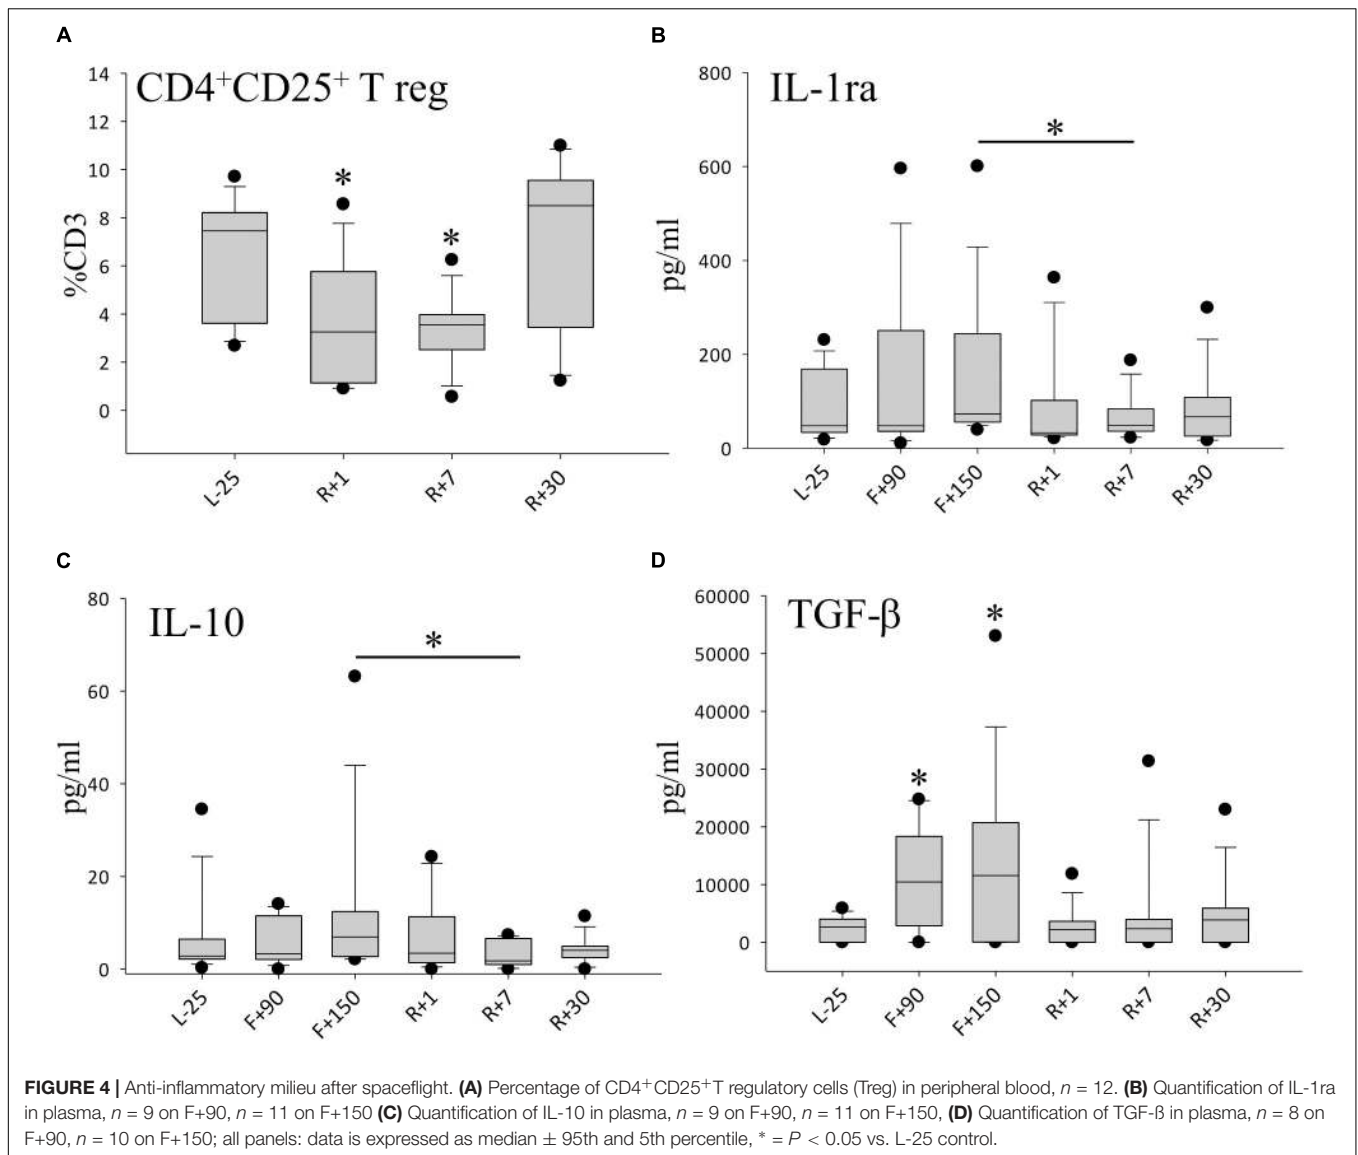 A
CD4+CD25+ T reg
14
12
10
8
6
4
2
0
%CD3
*
*
L-25
R+1
R+7
R+30
B
IL-1ra
800
600
400
200
0
pg/ml
*
L-25
F+90
F+150
R+1
R+7
R+30
C
IL-10
80
60
40
20
0
pg/ml
*
L-25
F+90
F+150
R+1
R+7
R+30
D
TGF-β
60000
50000
40000
30000
20000
10000
0
pg/ml
*
*
L-25
F+90
F+150
R+1
R+7
R+30
FIGURE 4 | Anti-inflammatory milieu after spaceflight. (A) Percentage of CD4+CD25+T regulatory cells (Treg) in peripheral blood, n = 12. (B) Quantification of IL-1ra
in plasma, n = 9 on F+90, n = 11 on F+150 (C) Quantification of IL-10 in plasma, n = 9 on F+90, n = 11 on F+150, (D) Quantification of TGF-ß in plasma, n = 8 on
F+90, n = 10 on F+150; all panels: data is expressed as median ± 95th and 5th percentile, * = P < 0.05 vs. L-25 control.